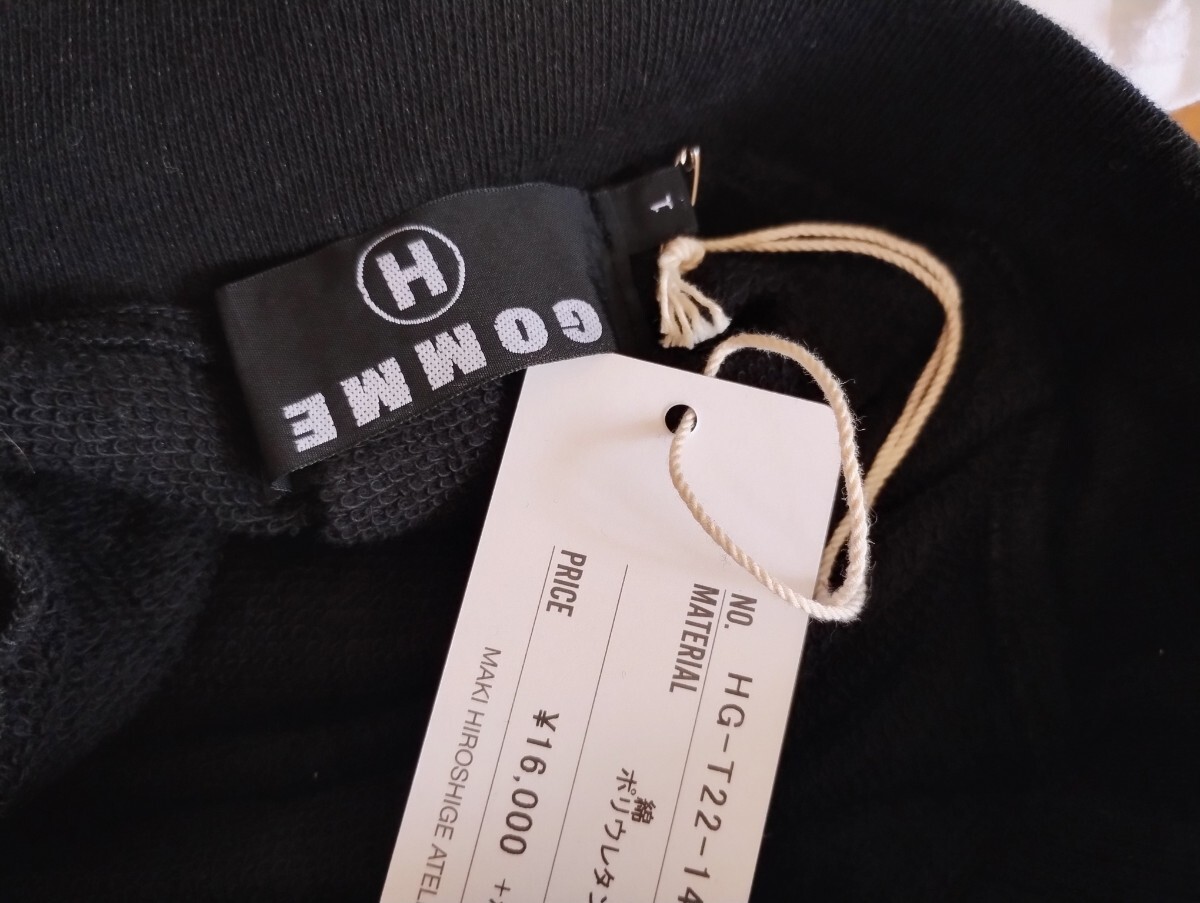 H
GOMME
1
NO. HG-T22-14
MATERIAL
綿
ポリウレタン
PRICE ¥16,000 +
MAKI HIROSHIGE ATEL